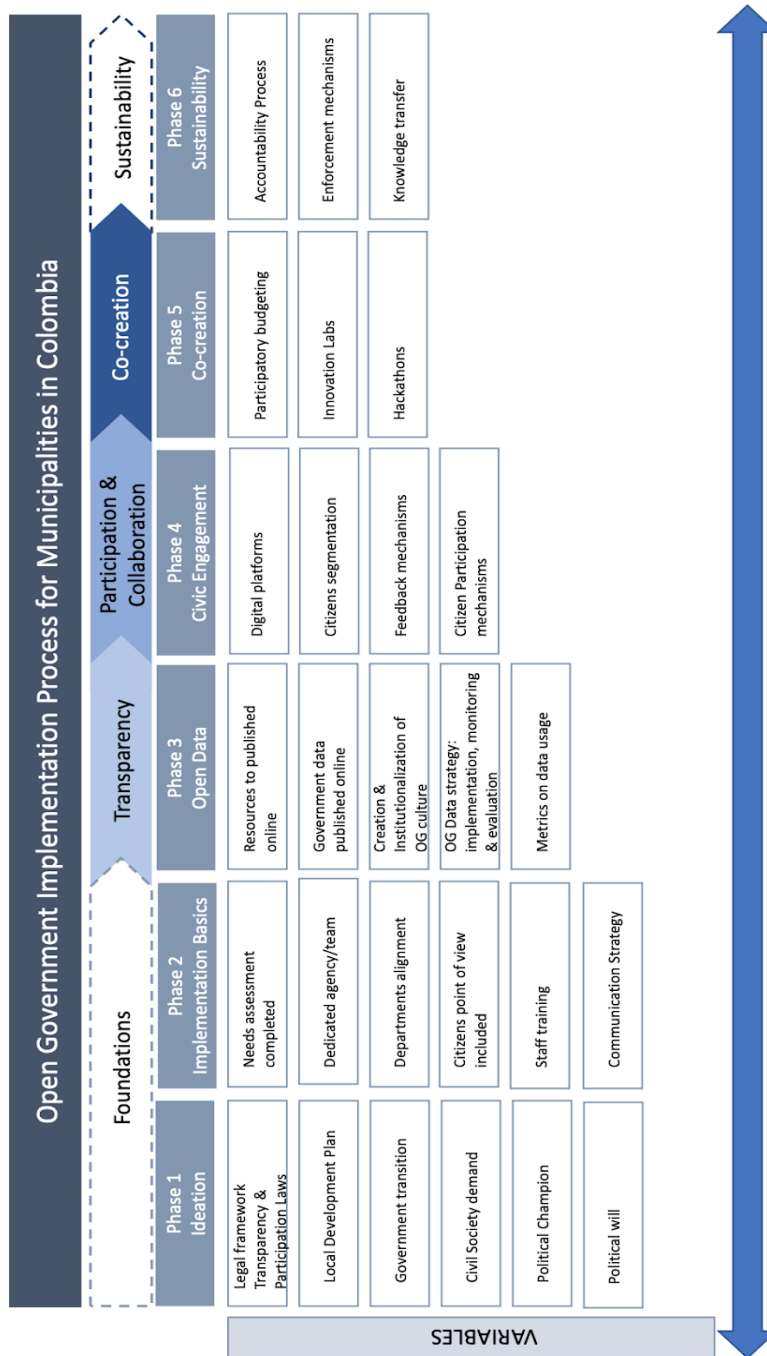 Open Government Implementation Process for Municipalities in Colombia
Foundations
Transparency
Participation &
Collaboration
Co-creation
Sustainability
Phase 1
Ideation
Phase 2
Implementation Basics
Phase 3
Open Data
Phase 4
Civic Engagement
Phase 5
Co-creation
Phase 6
Sustainability
VARIABLES
Legal framework
Transparency &
Participation Laws
Local Development Plan
Government transition
Civil Society demand
Political Champion
Political will
Needs assessment
completed
Dedicated agency/team
Departments alignment
Citizens point of view
included
Staff training
Communication Strategy
Resources to published
online
Government data
published online
Creation &
Institutionalization of
OG culture
OG Data strategy:
implementation, monitoring
& evaluation
Metrics on data usage
Digital platforms
Citizens segmentation
Feedback mechanisms
Citizen Participation
mechanisms
Participatory budgeting
Innovation Labs
Hackathons
Accountability Process
Enforcement mechanisms
Knowledge transfer